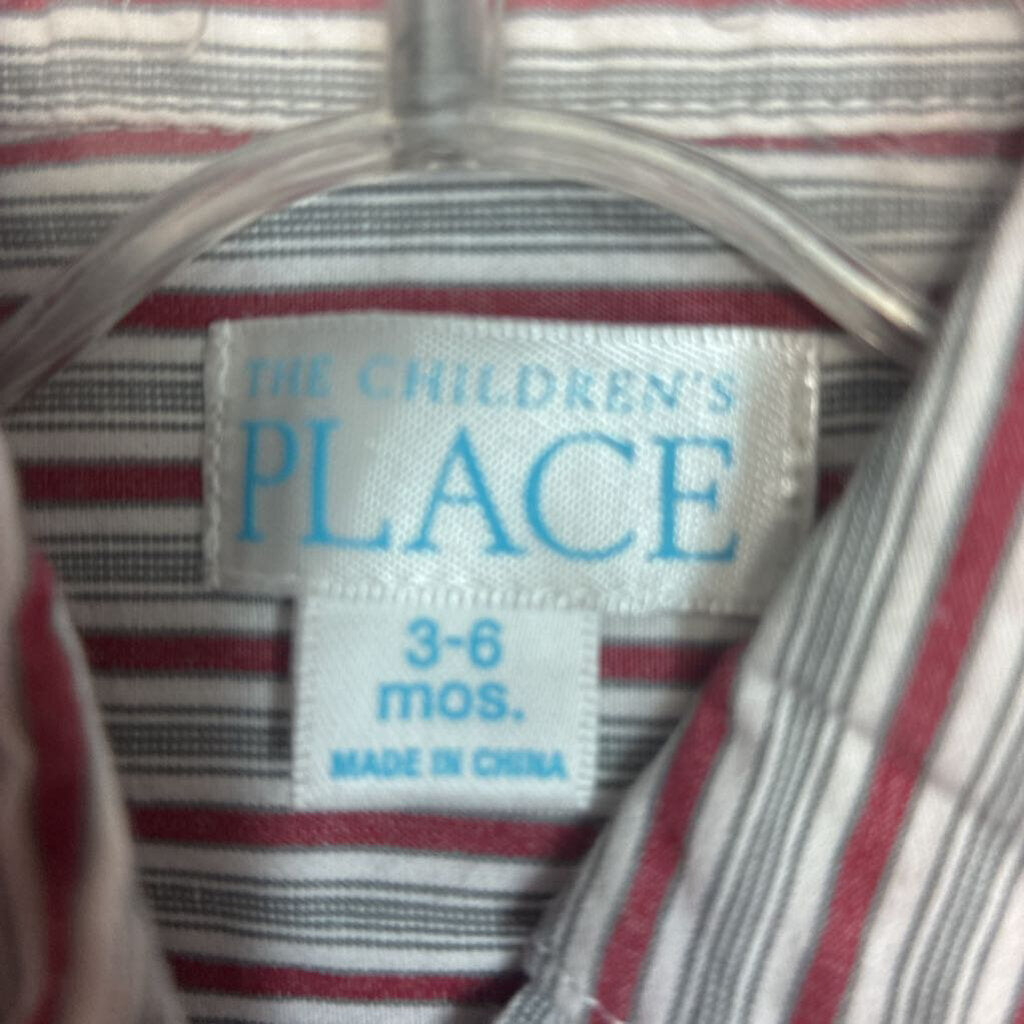 THE CHILDREN'S
PLACE
3-6
mos.
MADE IN CHINA